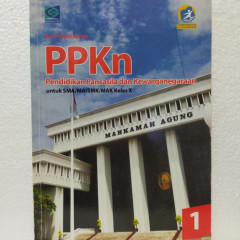 PPKn
Pendidikan Pancasila dan Kewarganegaraan
untuk SMA/MA/SMK/MAK Kelas X
MAHKAMAH AGUNG
1